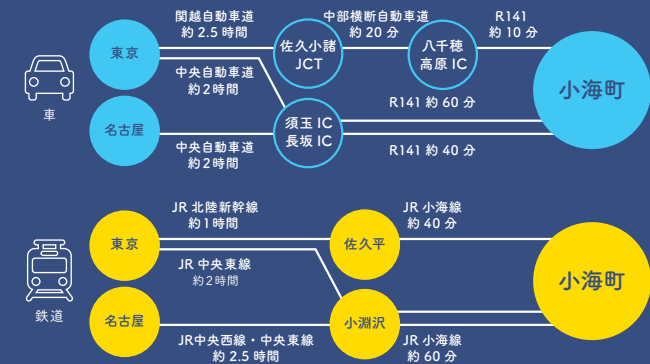 関越自動車道
約 2.5 時間
中部横断自動車道
約 20 分
R141
約 10 分
東京
佐久小諸
JCT
八千穂
高原 IC
小海町
中央自動車道
約2時間
車
R141 約 60 分
名古屋
須玉 IC
長坂 IC
中央自動車道
約2時間
R141 約 40 分
JR 北陸新幹線
約1時間
JR 小海線
約 40 分
東京
佐久平
小海町
JR 中央東線
約2時間
鉄道
名古屋
小淵沢
JR中央西線・中央東線
約 2.5 時間
JR 小海線
約 60 分